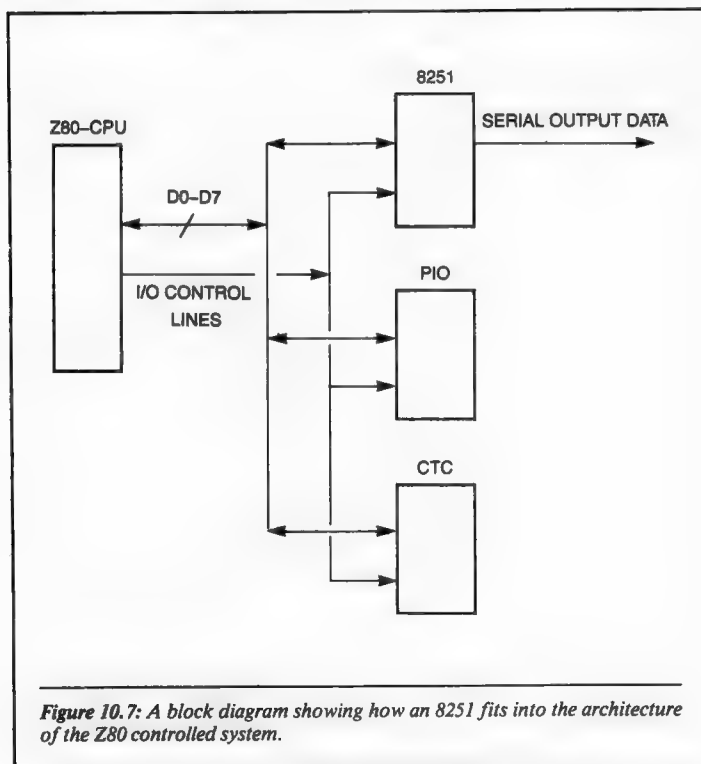 8251
Z80–CPU
SERIAL OUTPUT DATA
D0–D7
I/O CONTROL
LINES
PIO
CTC
Figure 10.7: A block diagram showing how an 8251 fits into the architecture
of the Z80 controlled system.